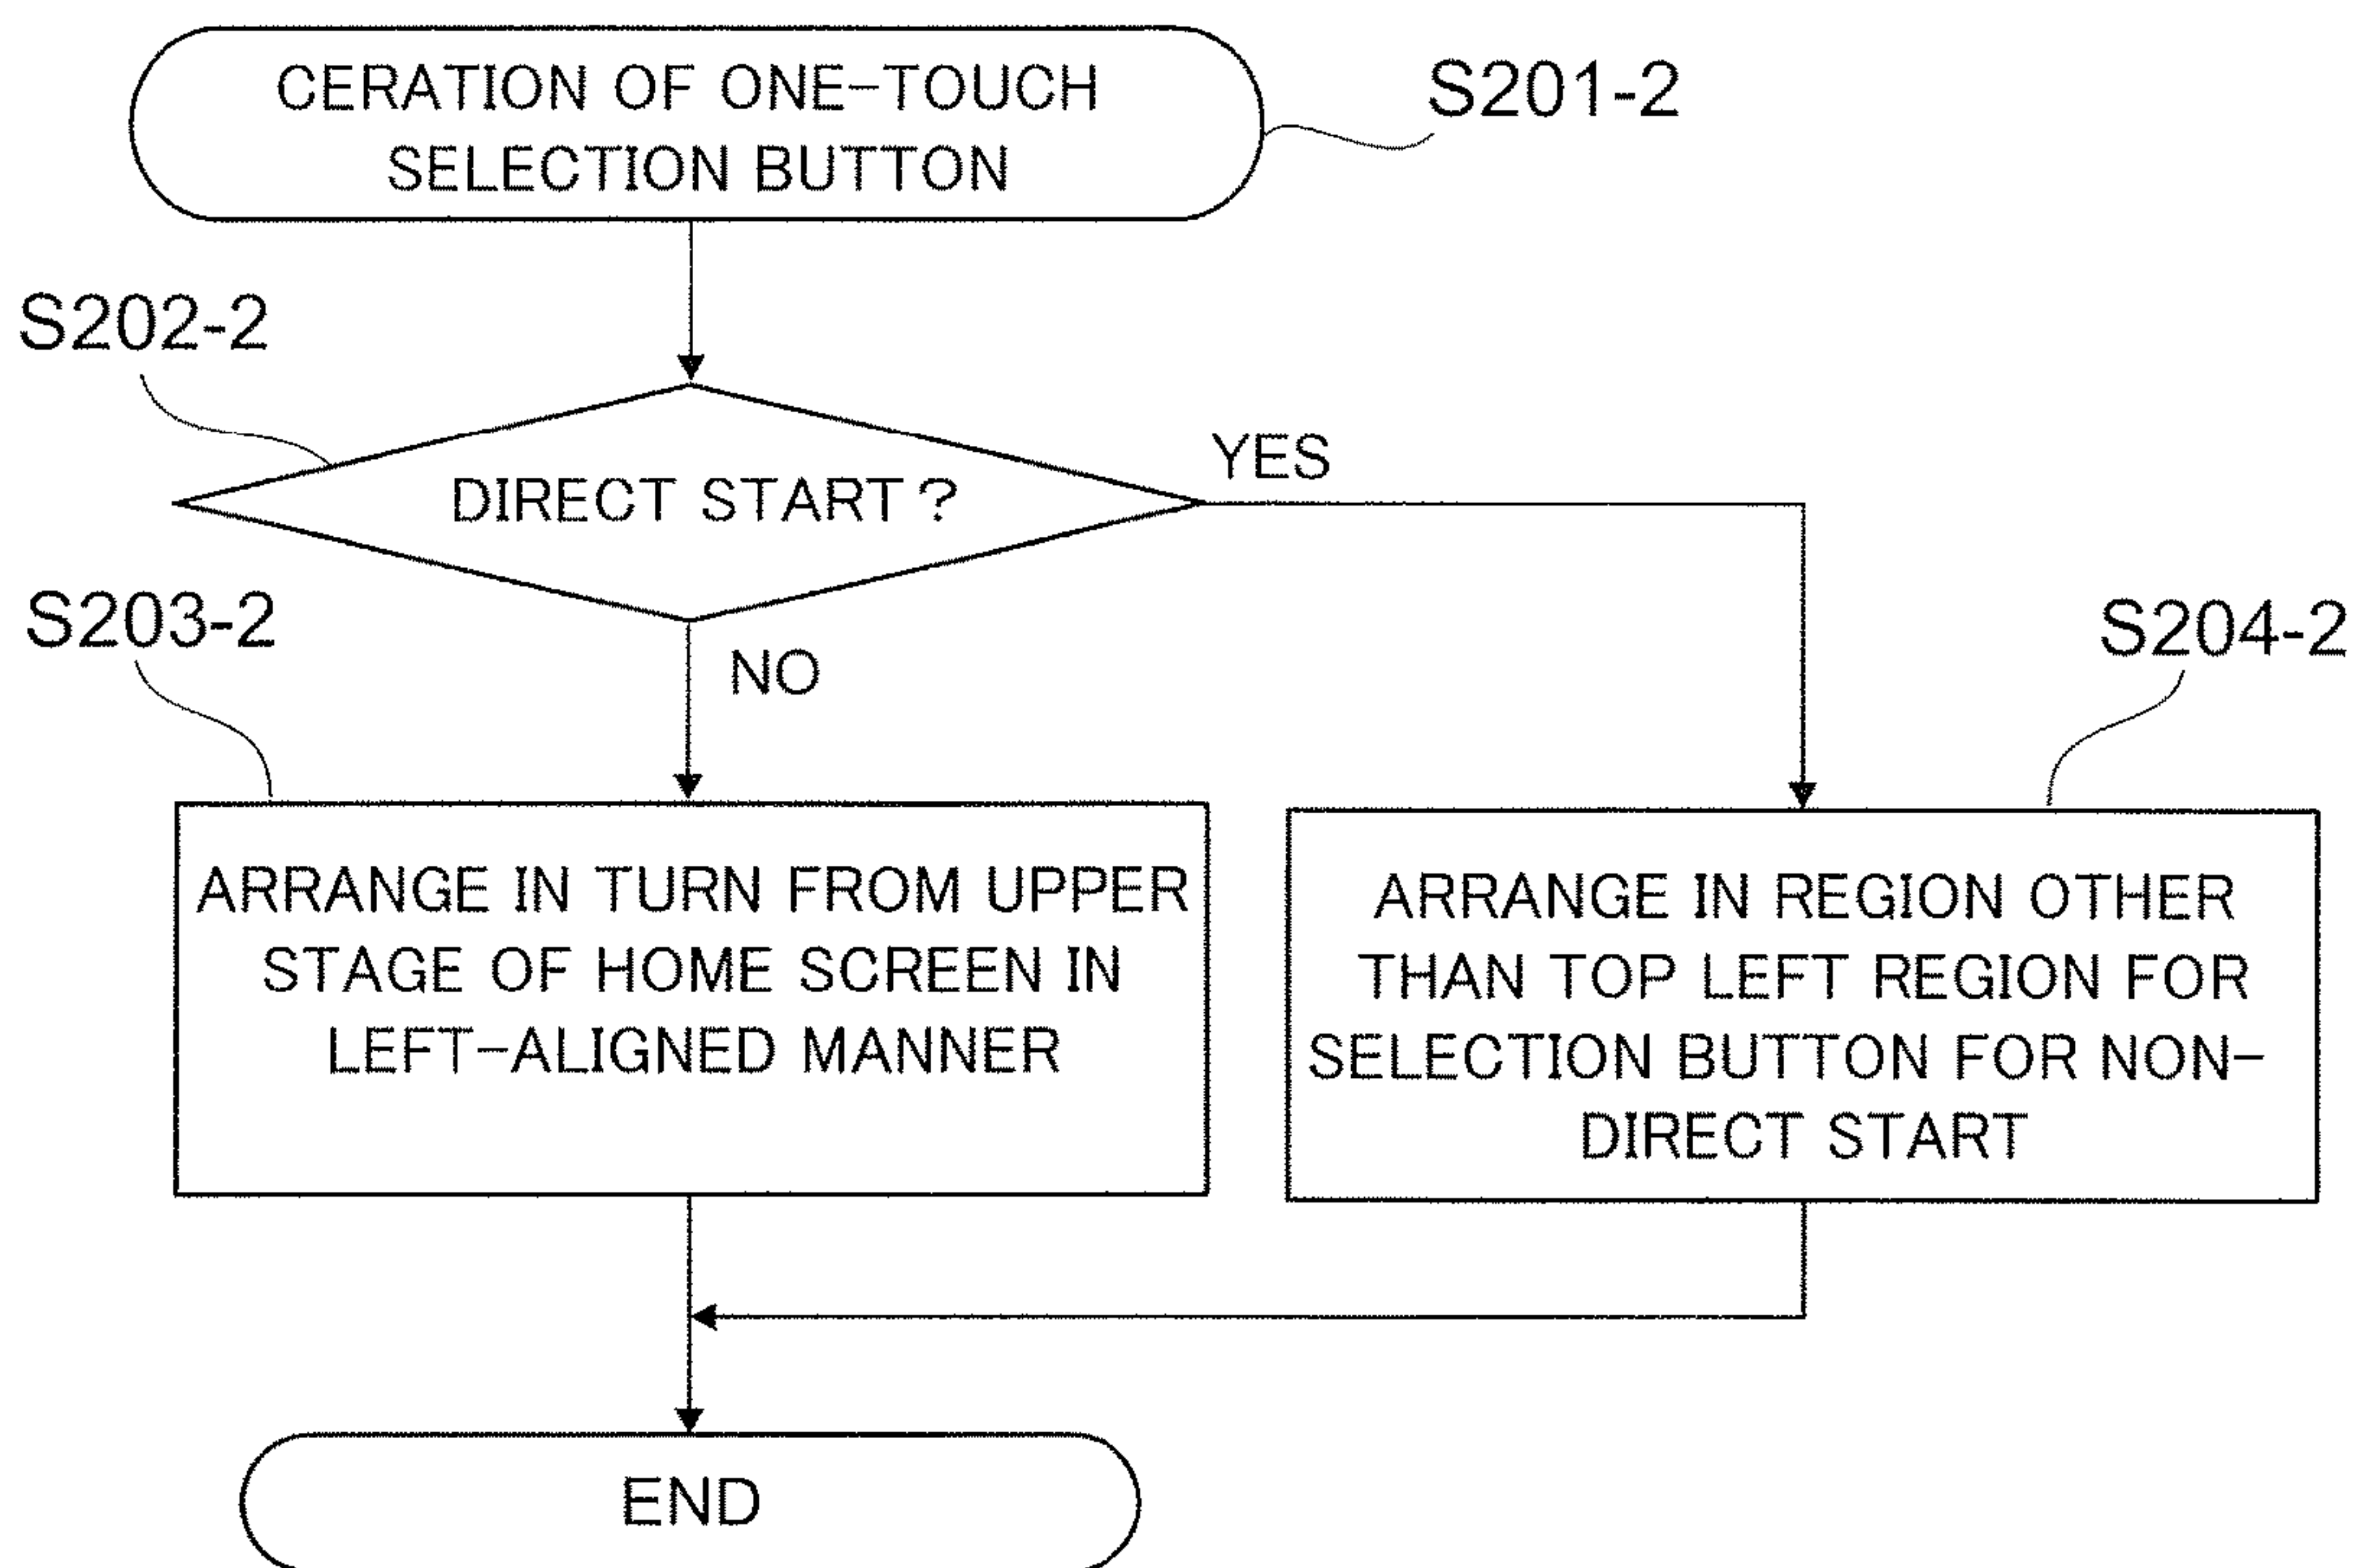 CERATION OF ONE-TOUCH
SELECTION BUTTON
S201-2
S202-2
DIRECT START?
YES
S203-2
NO
S204-2
ARRANGE IN TURN FROM UPPER
STAGE OF HOME SCREEN IN
LEFT-ALIGNED MANNER
ARRANGE IN REGION OTHER
THAN TOP LEFT REGION FOR
SELECTION BUTTON FOR NON-
DIRECT START
END